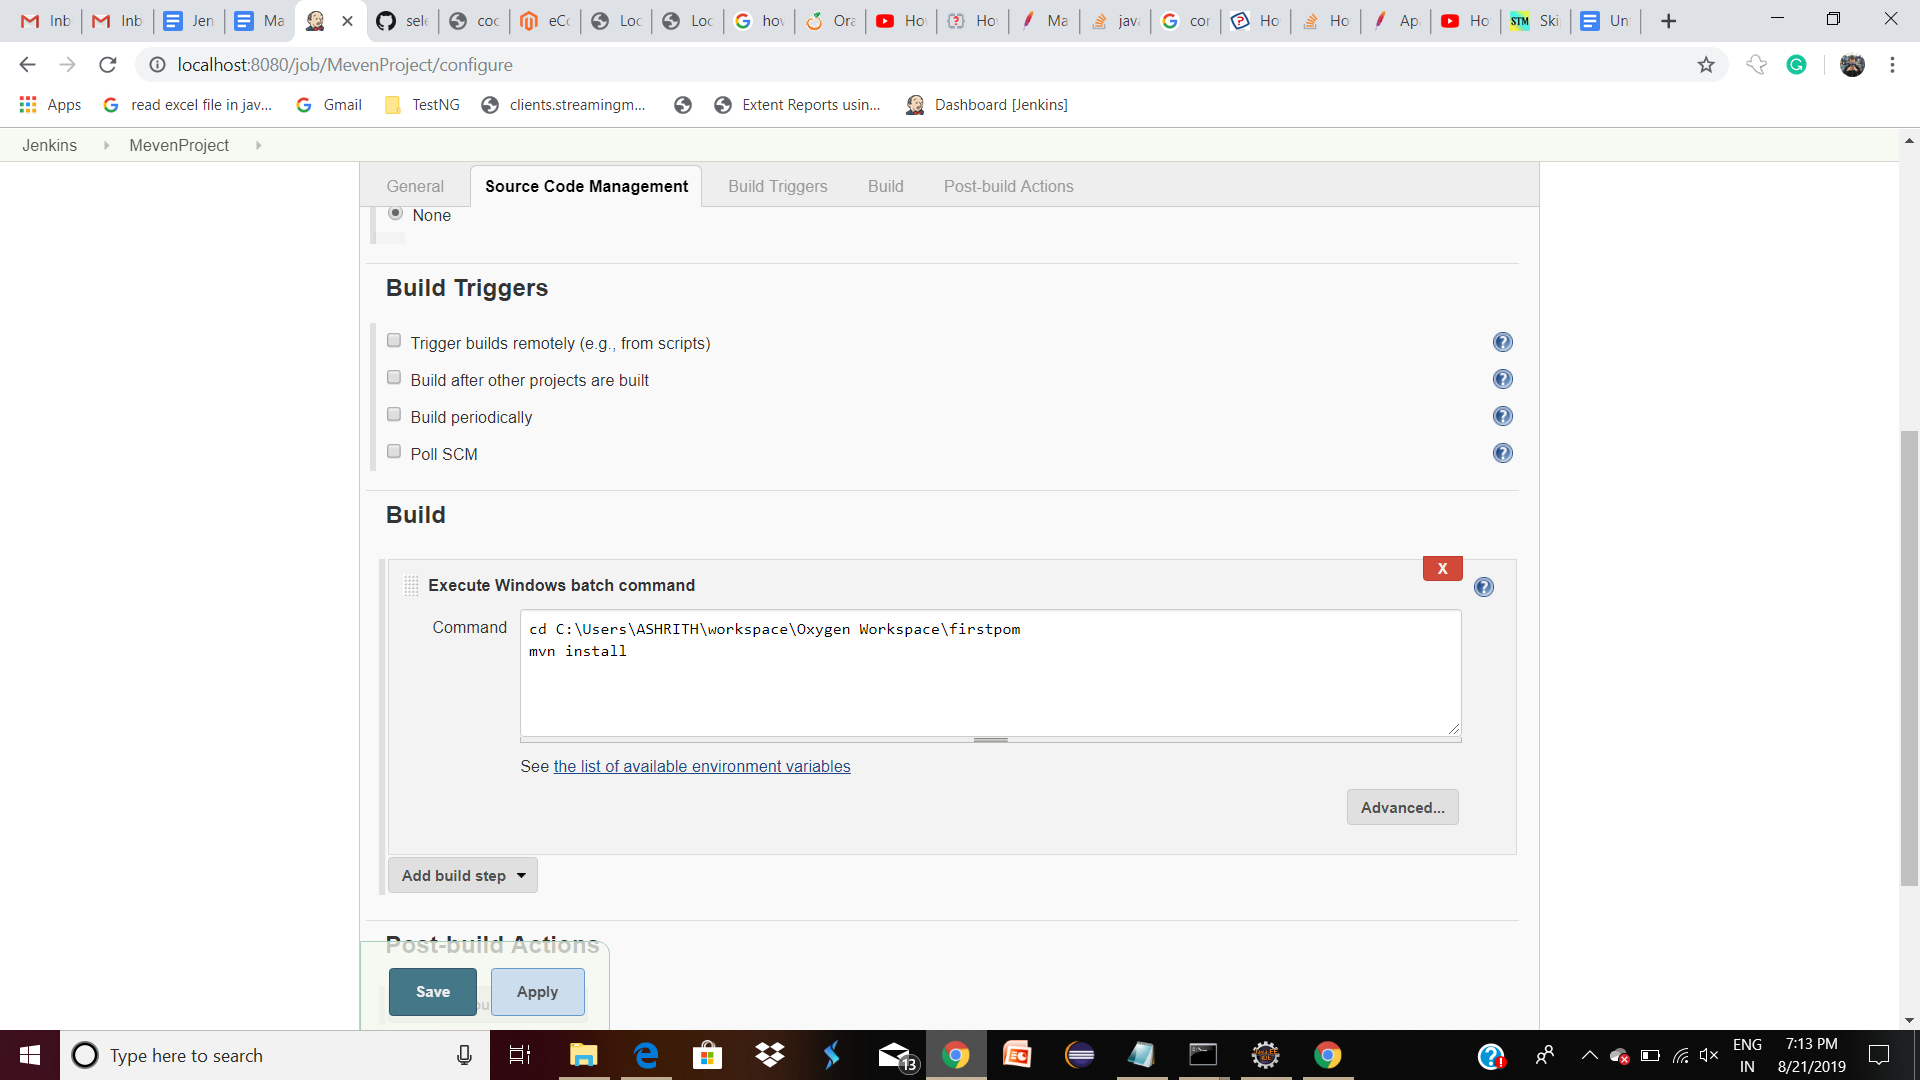 Inb
Inb
Jen
Ma
sele
coc
eCo
Loc
Loc
how
Ora
Ho
Ho
Ma
java
cor
Ho
Ho
Ap
Ho
STM
Ski
Un
localhost:8080/job/MevenProject/configure
Apps
read excel file in jav...
Gmail
TestNG
clients.streamingm...
Extent Reports usin...
Dashboard [Jenkins]
Jenkins
MevenProject
General
Source Code Management
Build Triggers
Build
Post-build Actions
None
Build Triggers
Trigger builds remotely (e.g., from scripts)
Build after other projects are built
Build periodically
Poll SCM
Build
X
Execute Windows batch command
Command
cd C:\Users\ASHRITH\workspace\Oxygen Workspace\firstpom
mvn install
See the list of available environment variables
Advanced...
Add build step
Post-build Actions
Save
Apply
Type here to search
13
ENG
IN
7:13 PM
8/21/2019